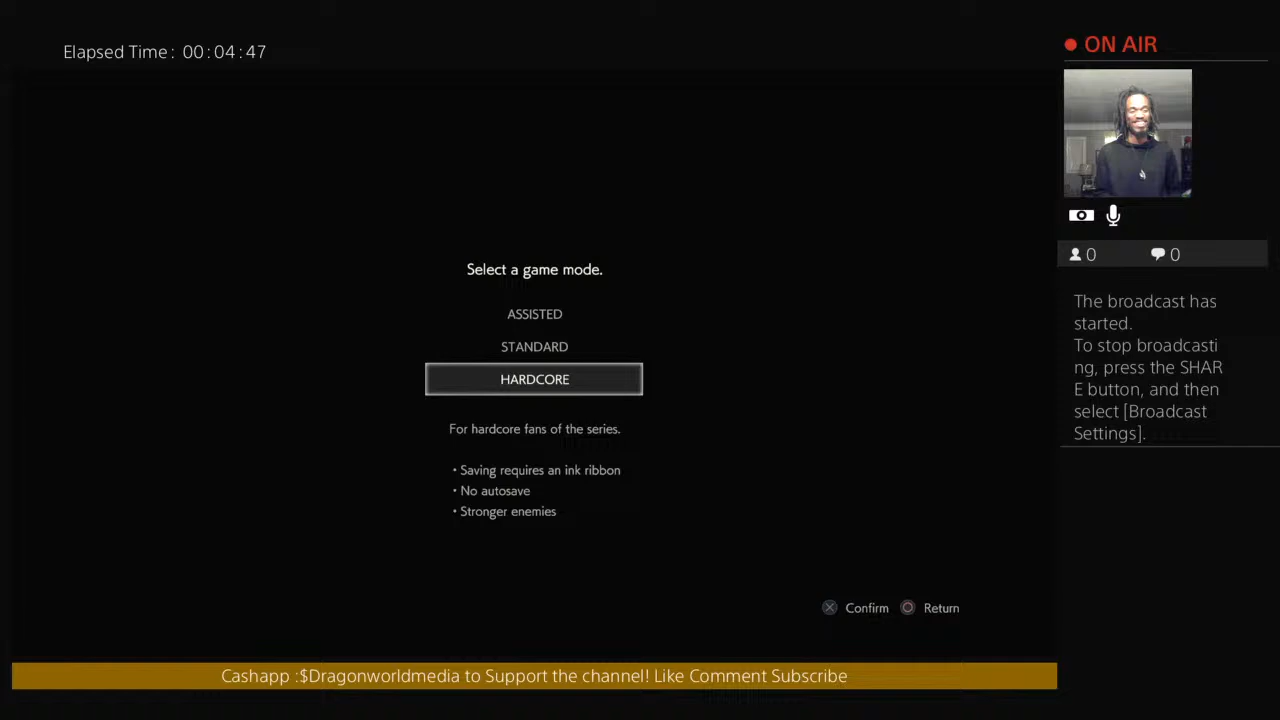 Elapsed Time: 00:04:47
ON AIR
0 0
The broadcast has
started.
To stop broadcasti
ng, press the SHAR
E button, and then
select [Broadcast
Settings].
Select a game mode.
ASSISTED
STANDARD
HARDCORE
For hardcore fans of the series.
• Saving requires an ink ribbon
• No autosave
• Stronger enemies
Confirm Return
Cashapp :$Dragonworldmedia to Support the channel! Like Comment Subscribe